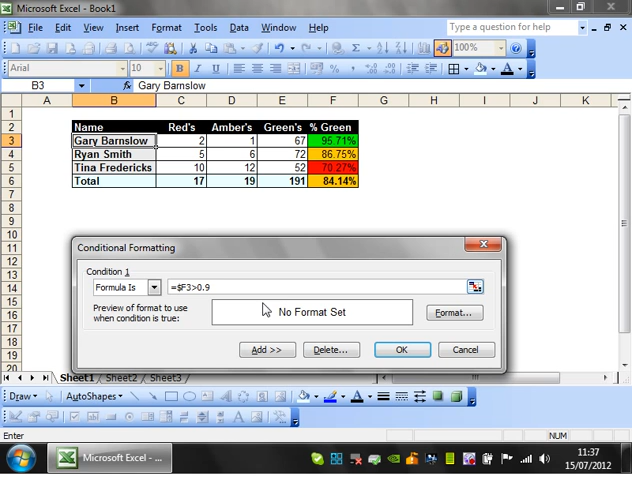 Microsoft Excel - Book1
File Edit View Insert Format Tools Data Window Help
Type a question for help
100%
Arial 10 B I U
B3 fx Gary Barnslow
A B C D E F G H I J K
1
2 Name Red's Amber's Green's % Green
3 Gary Barnslow 2 1 67 95.71%
4 Ryan Smith 5 6 72 86.75%
5 Tina Fredericks 10 12 52 70.27%
6 Total 17 19 191 84.14%
7
8
9
10
11
12
13
14
15
16
17
18
19
20
Conditional Formatting
Condition 1
Formula Is =$F3>0.9
Preview of format to use
when condition is true:
No Format Set
Format...
Add >> Delete... OK Cancel
Sheet1 Sheet2 Sheet3
Draw AutoShapes
Enter NUM
Microsoft Excel - ...
11:37
15/07/2012